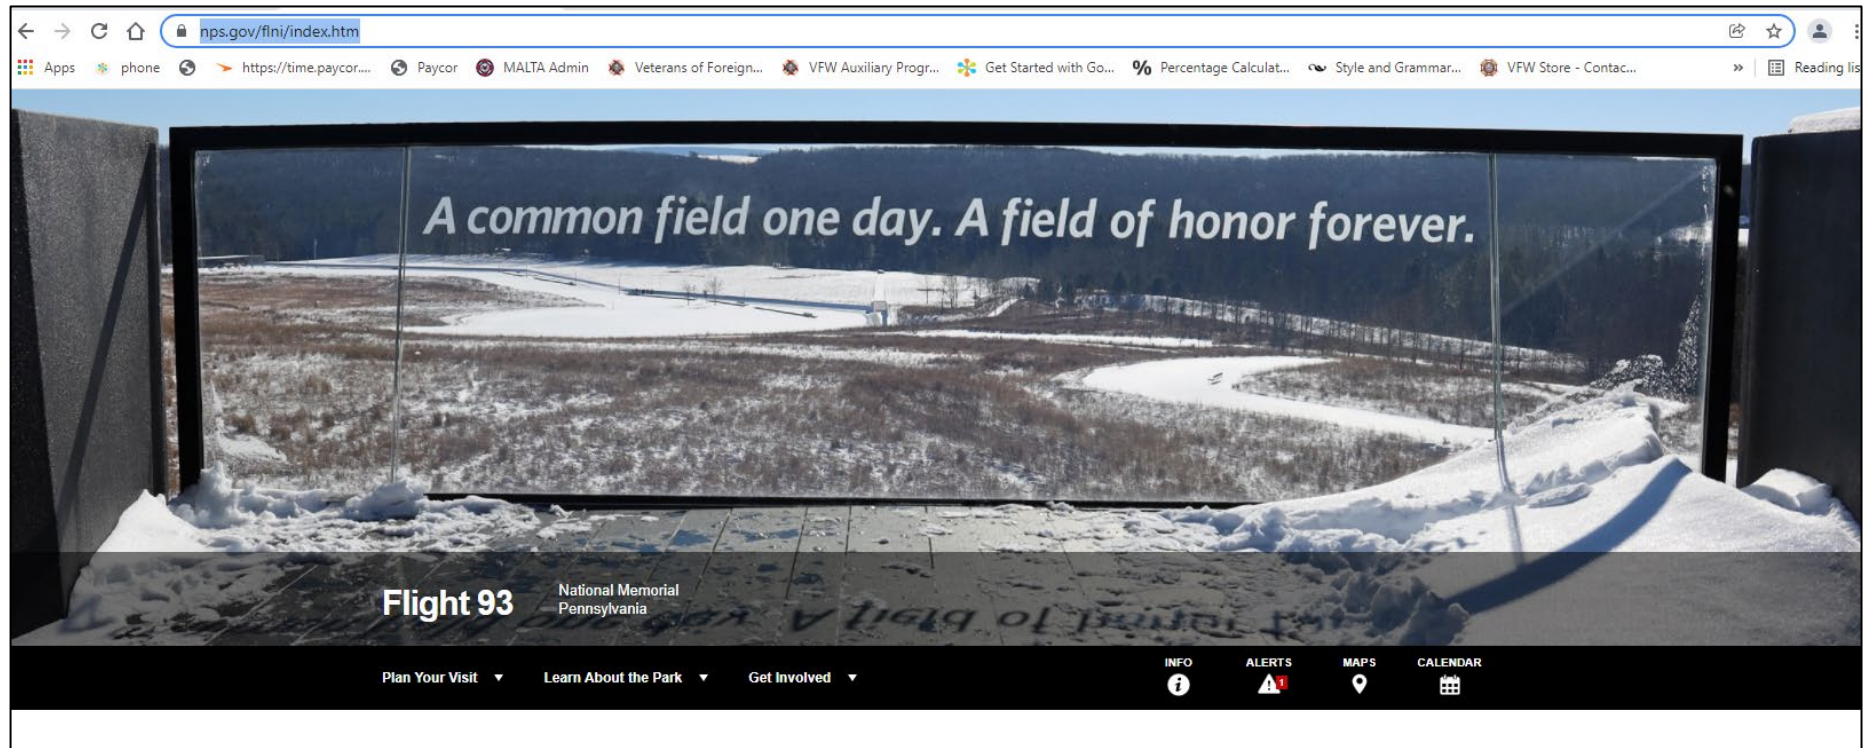 nps.gov/flni/index.htm
Apps phone https://time.paycor.... Paycor MALTA Admin Veterans of Foreign... VFW Auxiliary Progr... Get Started with Go... Percentage Calculat... Style and Grammar... VFW Store - Contac... » Reading lis
A common field one day. A field of honor forever.
Flight 93
National Memorial
Pennsylvania
Plan Your Visit Learn About the Park Get Involved
INFO ALERTS MAPS CALENDAR
1